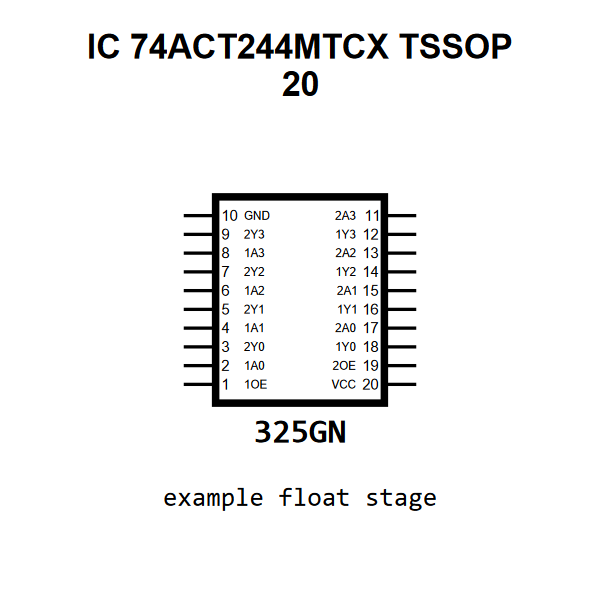 IC 74ACT244MTCX TSSOP
20
10 GND 2A3 11
9 2Y3 1Y3 12
8 1A3 2A2 13
7 2Y2 1Y2 14
6 1A2 2A1 15
5 2Y1 1Y1 16
4 1A1 2A0 17
3 2Y0 1Y0 18
2 1A0 2OE 19
1 1OE VCC 20
325GN
example float stage